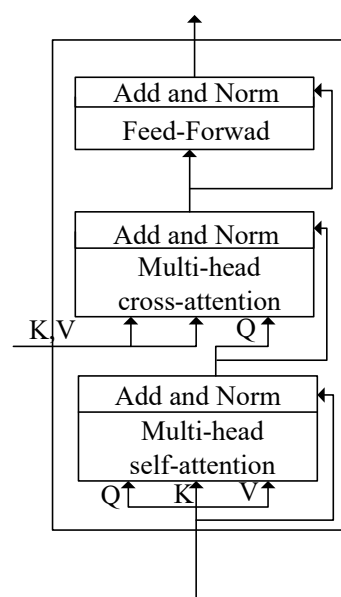 Add and Norm
Feed-Forwad
Add and Norm
Multi-head
cross-attention
K,V
Q
Add and Norm
Multi-head
self-attention
Q K V